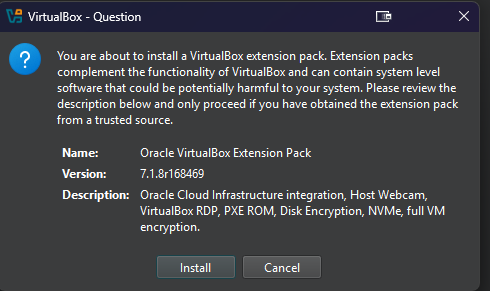 VirtualBox - Question
You are about to install a VirtualBox extension pack. Extension packs
complement the functionality of VirtualBox and can contain system level
software that could be potentially harmful to your system. Please review the
description below and only proceed if you have obtained the extension pack
from a trusted source.
Name: Oracle VirtualBox Extension Pack
Version: 7.1.8r168469
Description: Oracle Cloud Infrastructure integration, Host Webcam,
VirtualBox RDP, PXE ROM, Disk Encryption, NVMe, full VM
encryption.
Install Cancel